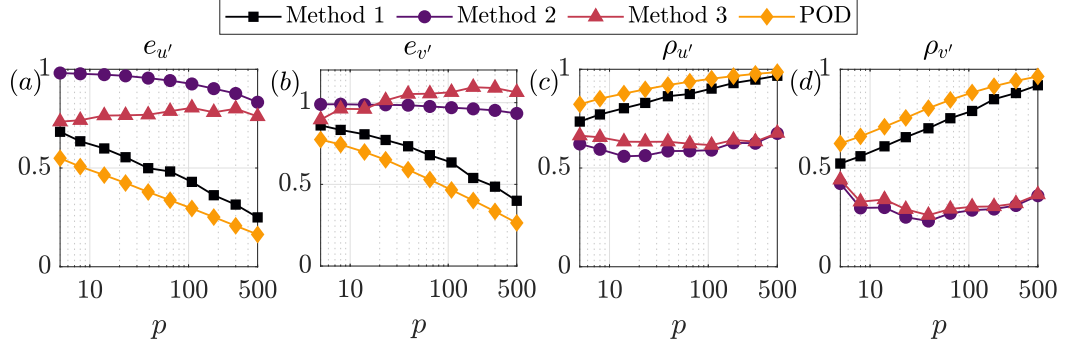 Method 1 Method 2 Method 3 POD
e_{u'} e_{v'} ρ_{u'} ρ_{v'}
(a) (b) (c) (d)
1 1 1 1
0.5 0.5 0.5 0.5
0 0 0 0
10 100 500 10 100 500 10 100 500 10 100 500
p p p p